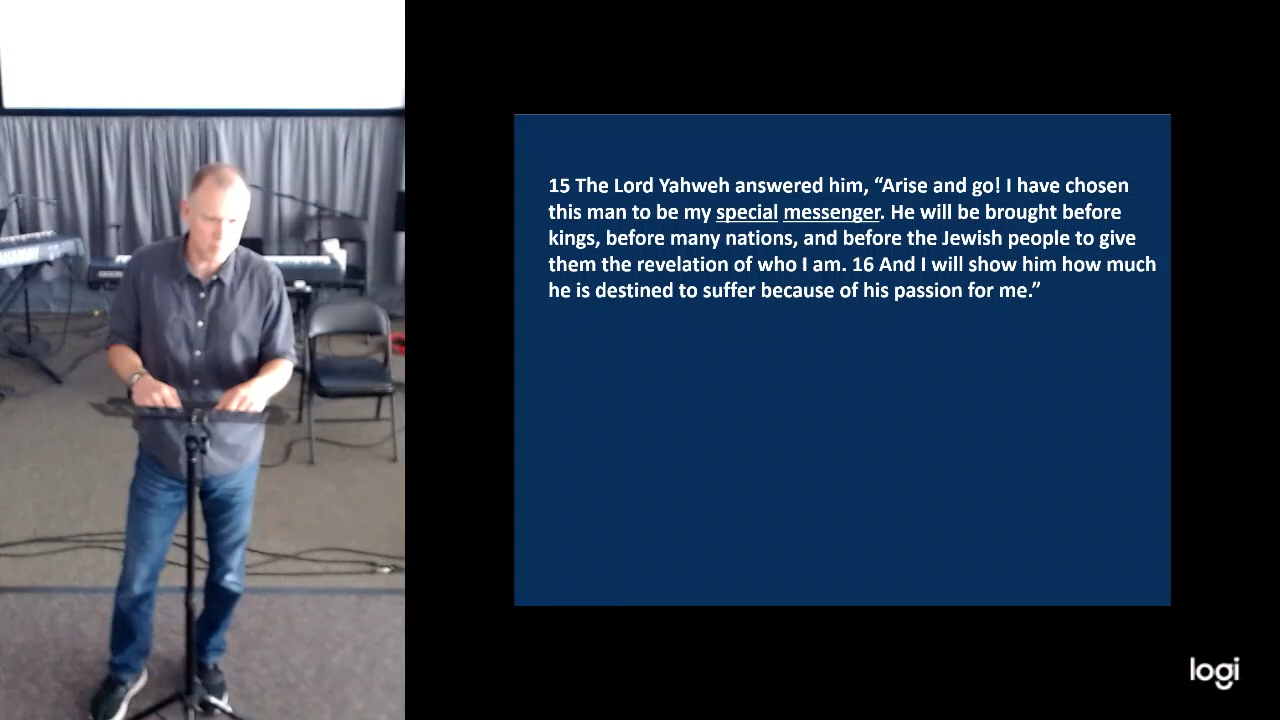 15 The Lord Yahweh answered him, “Arise and go! I have chosen
this man to be my special messenger. He will be brought before
kings, before many nations, and before the Jewish people to give
them the revelation of who I am. 16 And I will show him how much
he is destined to suffer because of his passion for me.”
logi